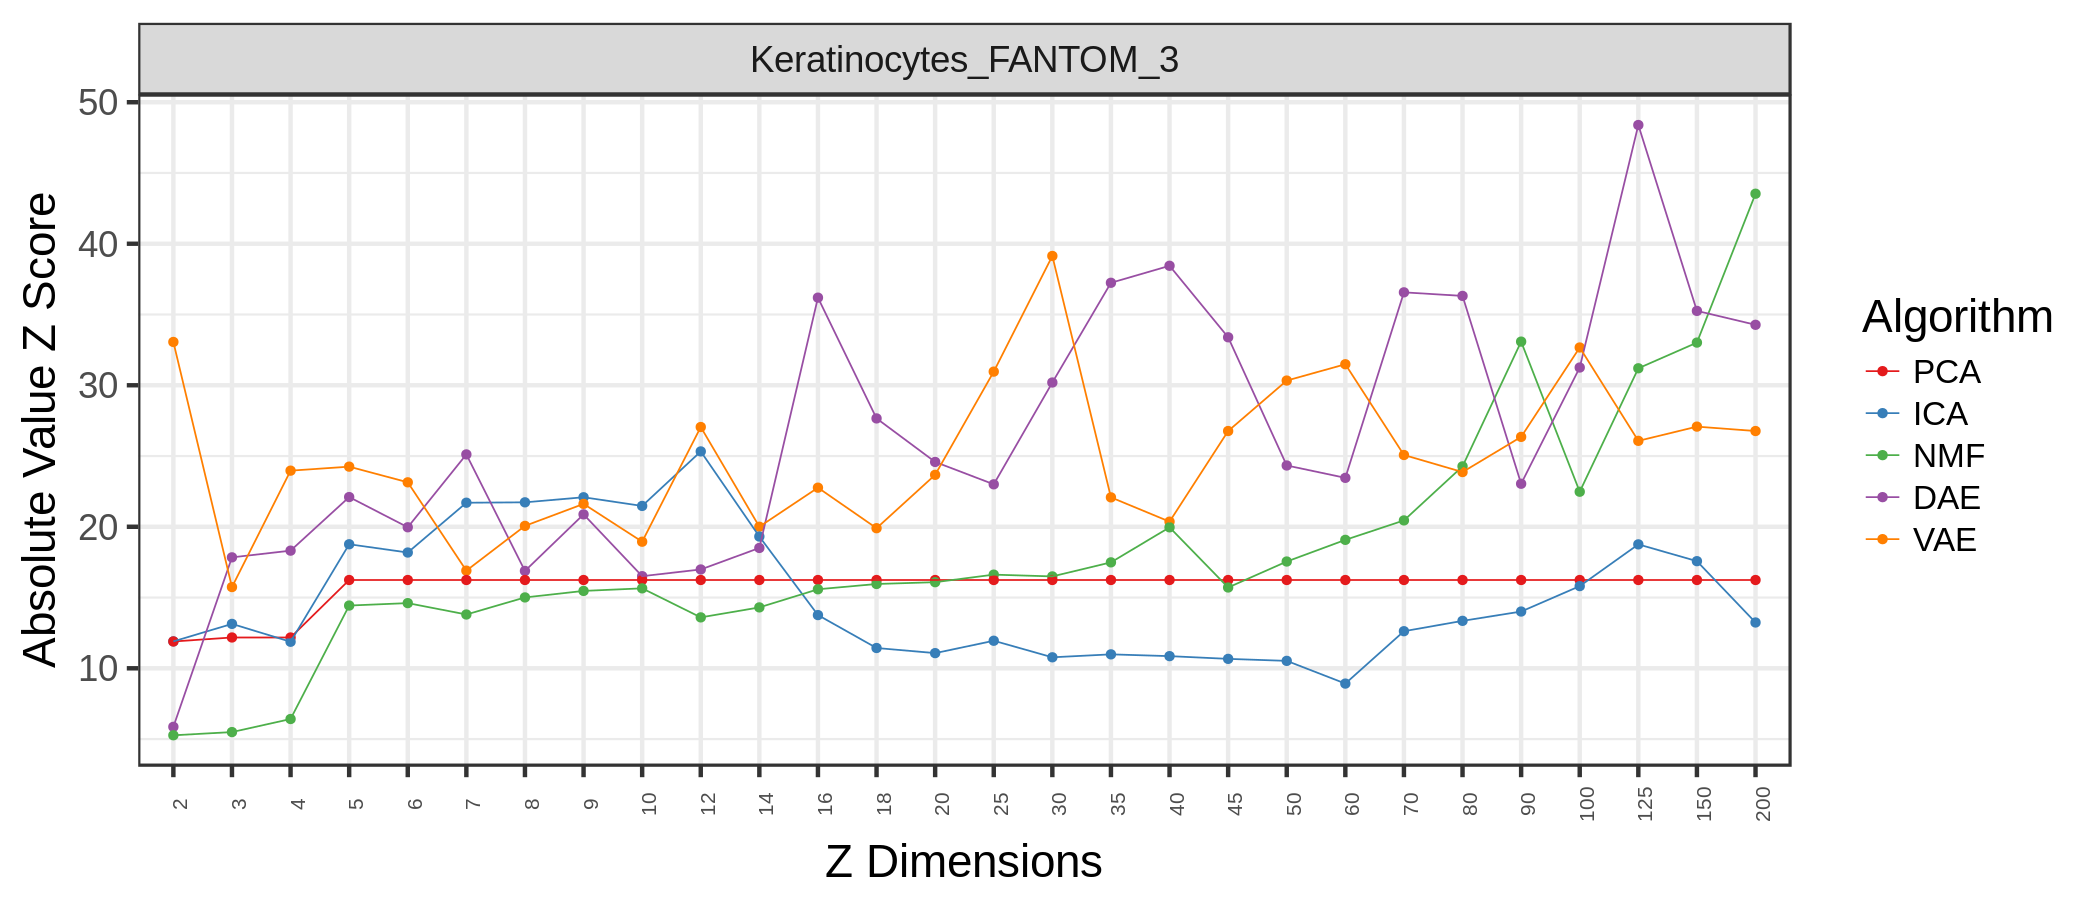 Keratinocytes_FANTOM_3
Absolute Value Z Score
50
40
30
20
10
2 3 4 5 6 7 8 9 10 12 14 16 18 20 25 30 35 40 45 50 60 70 80 90 100 125 150 200
Z Dimensions
Algorithm
PCA
ICA
NMF
DAE
VAE